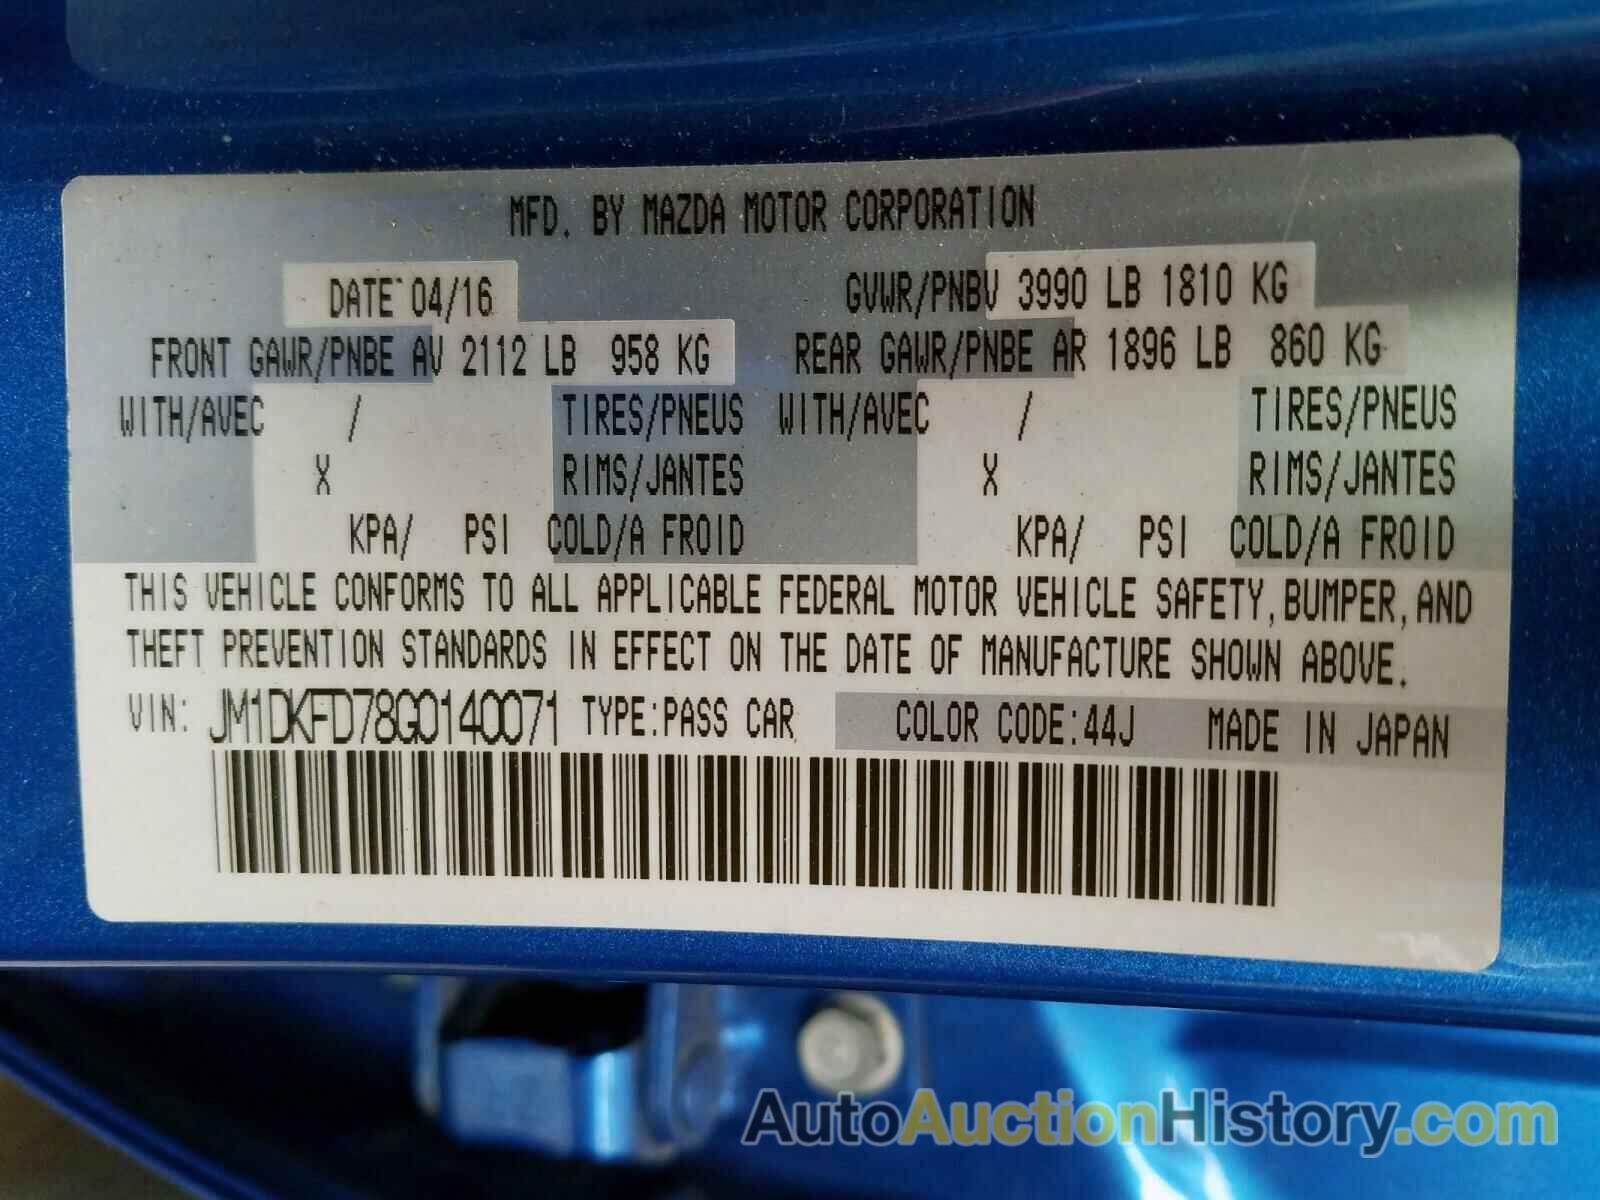 MFD. BY MAZDA MOTOR CORPORATION
DATE 04/16 GVWR/PNBV 3990 LB 1810 KG
FRONT GAWR/PNBE AV 2112 LB 958 KG REAR GAWR/PNBE AR 1896 LB 860 KG
WITH/AVEC / TIRES/PNEUS WITH/AVEC / TIRES/PNEUS
X RIMS/JANTES X RIMS/JANTES
KPA/ PSI COLD/A FROID KPA/ PSI COLD/A FROID
THIS VEHICLE CONFORMS TO ALL APPLICABLE FEDERAL MOTOR VEHICLE SAFETY, BUMPER, AND
THEFT PREVENTION STANDARDS IN EFFECT ON THE DATE OF MANUFACTURE SHOWN ABOVE.
VIN: JM1DKFD78G0140071 TYPE: PASS CAR COLOR CODE: 44J MADE IN JAPAN
AutoAuctionHistory.com